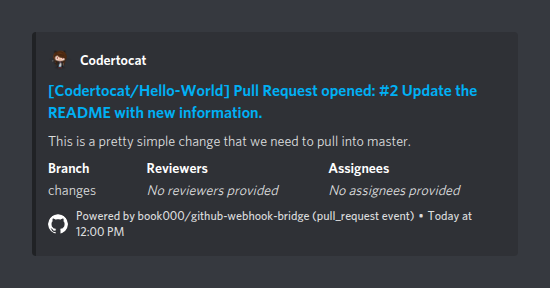 Codertocat
[Codertocat/Hello-World] Pull Request opened: #2 Update the
README with new information.
This is a pretty simple change that we need to pull into master.
Branch Reviewers Assignees
changes No reviewers provided No assignees provided
Powered by book000/github-webhook-bridge (pull_request event) • Today at
12:00 PM